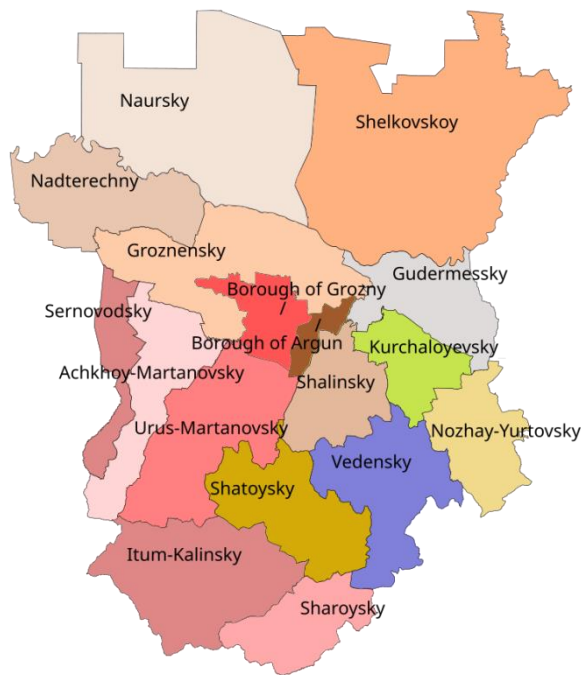 Naursky
Shelkovskoy
Nadterechny
Groznensky
Gudermessky
Borough of Grozny
/
Sernovodsky
/
Borough of Argun
Kurchaloyevsky
Achkhoy-Martanovsky
Shalinsky
Urus-Martanovsky
Nozhay-Yurtovsky
Vedensky
Shatoysky
Itum-Kalinsky
Sharoysky